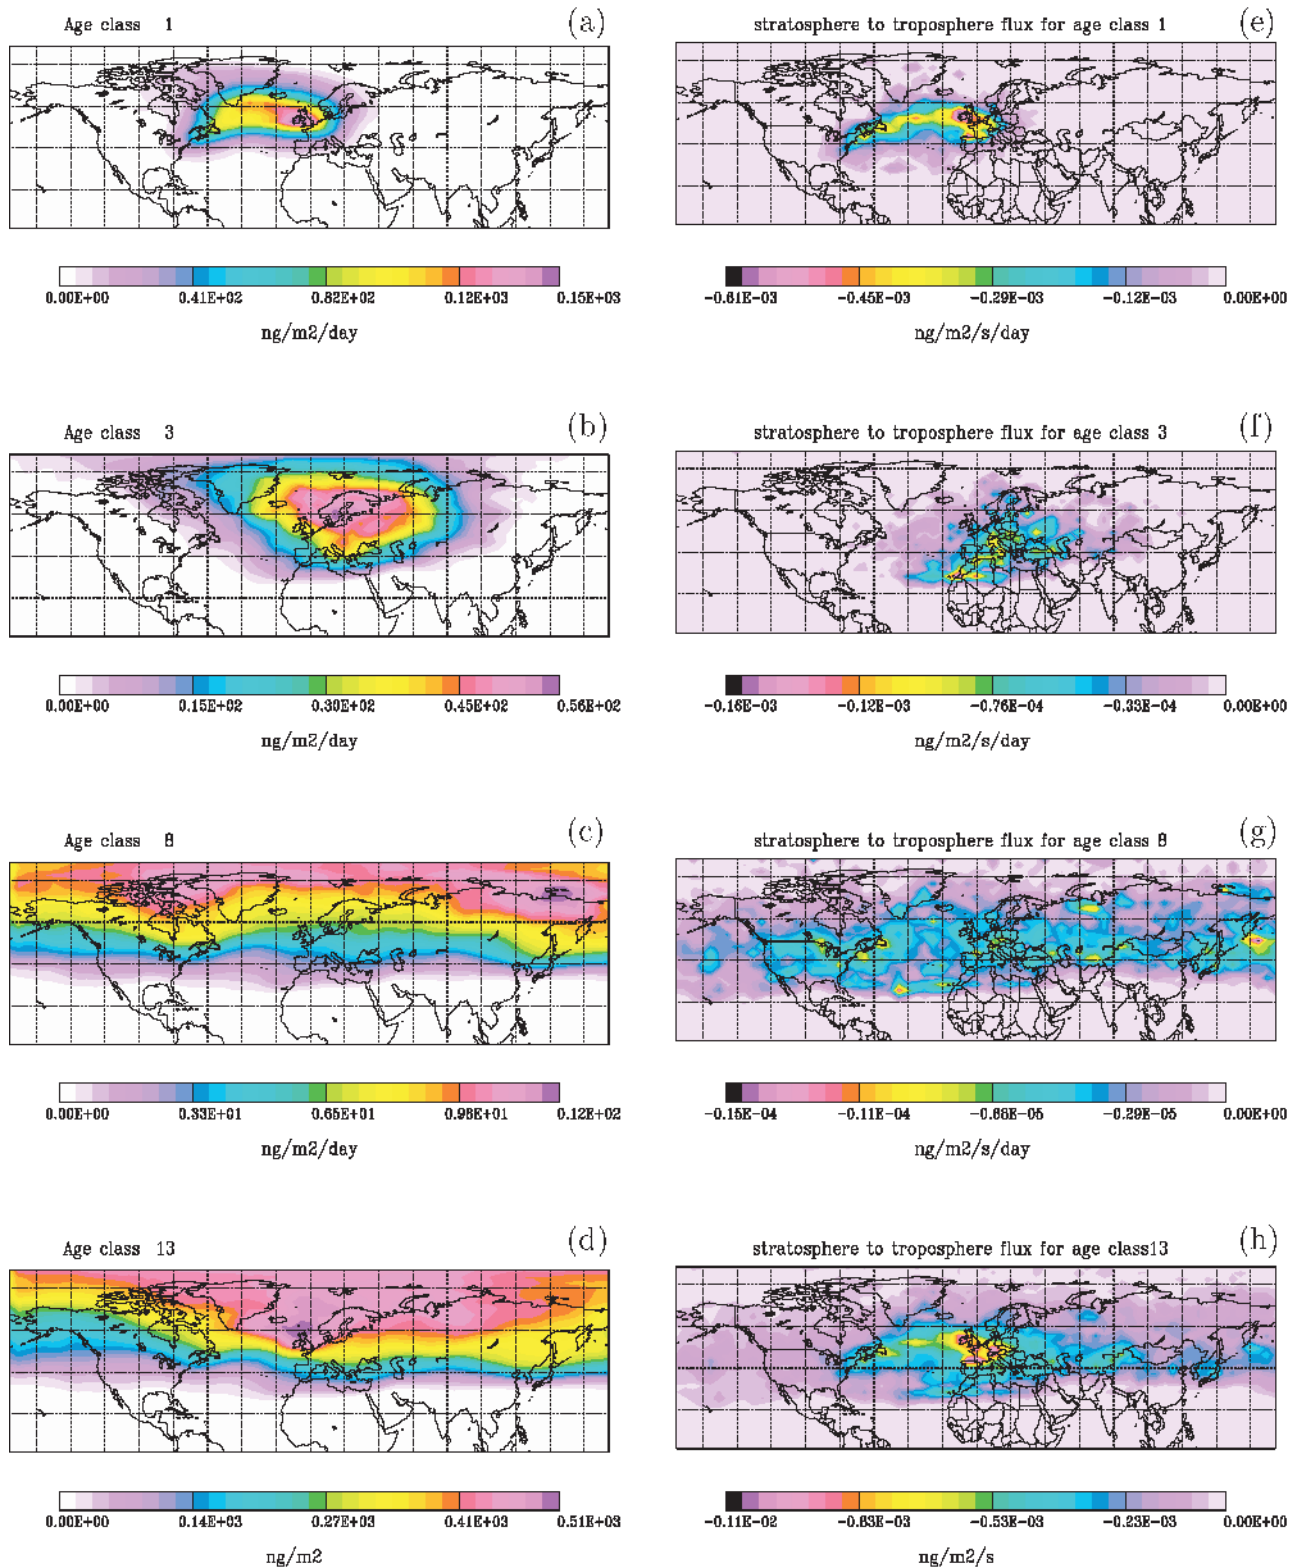 Age class 1 (a)
0.00E+00 0.41E+02 0.82E+02 0.12E+03 0.15E+03
ng/m2/day
stratosphere to troposphere flux for age class 1 (e)
-0.61E-03 -0.45E-03 -0.29E-03 -0.12E-03 0.00E+00
ng/m2/s/day
Age class 3 (b)
0.00E+00 0.15E+02 0.30E+02 0.45E+02 0.56E+02
ng/m2/day
stratosphere to troposphere flux for age class 3 (f)
-0.16E-03 -0.12E-03 -0.76E-04 -0.33E-04 0.00E+00
ng/m2/s/day
Age class 8 (c)
0.00E+00 0.33E+01 0.65E+01 0.98E+01 0.12E+02
ng/m2/day
stratosphere to troposphere flux for age class 8 (g)
-0.15E-04 -0.11E-04 -0.68E-05 -0.29E-05 0.00E+00
ng/m2/s/day
Age class 13 (d)
0.00E+00 0.14E+03 0.27E+03 0.41E+03 0.51E+03
ng/m2
stratosphere to troposphere flux for age class13 (h)
-0.11E-02 -0.83E-03 -0.53E-03 -0.23E-03 0.00E+00
ng/m2/s